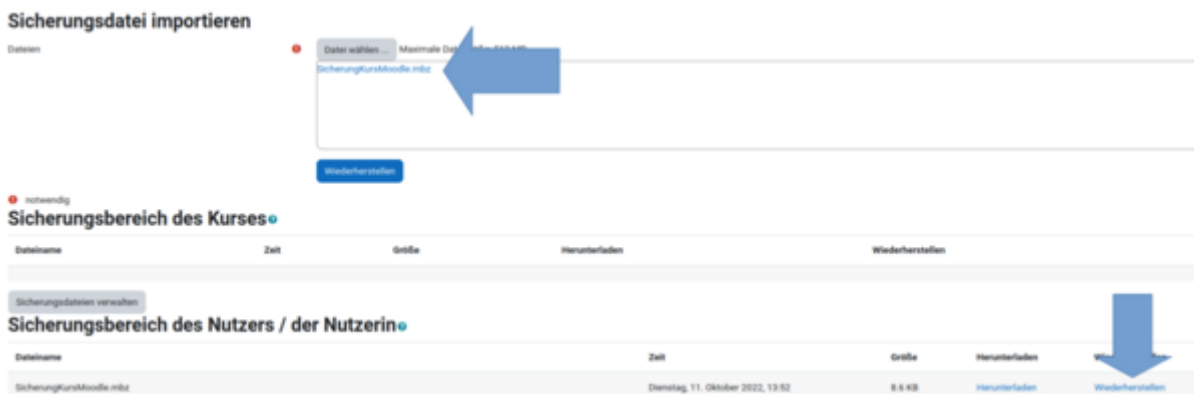 Sicherungsdatei importieren
Dateien
Datei wählen ... Maximale
SicherungKursMoodle.mbz
Wiederherstellen
notwendig
Sicherungsbereich des Kurses
Dateiname Zeit Größe Herunterladen Wiederherstellen
Sicherungsdateien verwalten
Sicherungsbereich des Nutzers / der Nutzerin
Dateiname Zeit Größe Herunterladen
SicherungKursMoodle.mbz Dienstag, 11. Oktober 2022, 13:52 8.6 KB Herunterladen Wiederherstellen